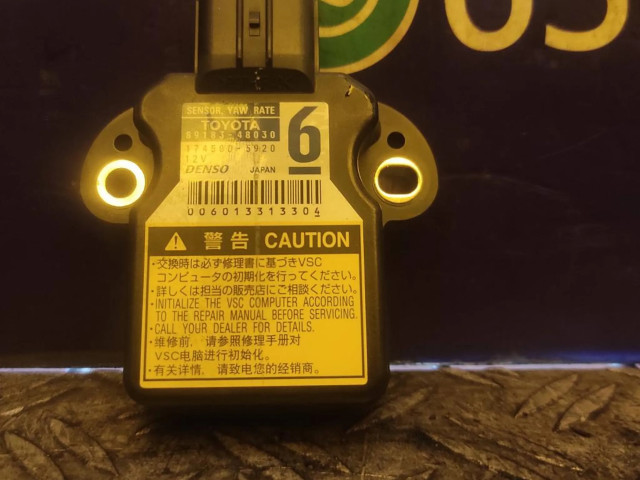 SENSOR, YAW RATE
TOYOTA
89183-48030
174500-5920
12V
DENSO JAPAN
6
006013313304
警告 CAUTION
・交換時は必ず修理書に基づきVSC
コンピュータの初期化を行ってください。
・詳しくは担当の販売店にご相談ください。
・INITIALIZE THE VSC COMPUTER ACCORDING
TO THE REPAIR MANUAL BEFORE SERVICING.
・CALL YOUR DEALER FOR DETAILS.
・维修前，请参照修理手册对
VSC电脑进行初始化。
・有关详情，请致电您的经销商。